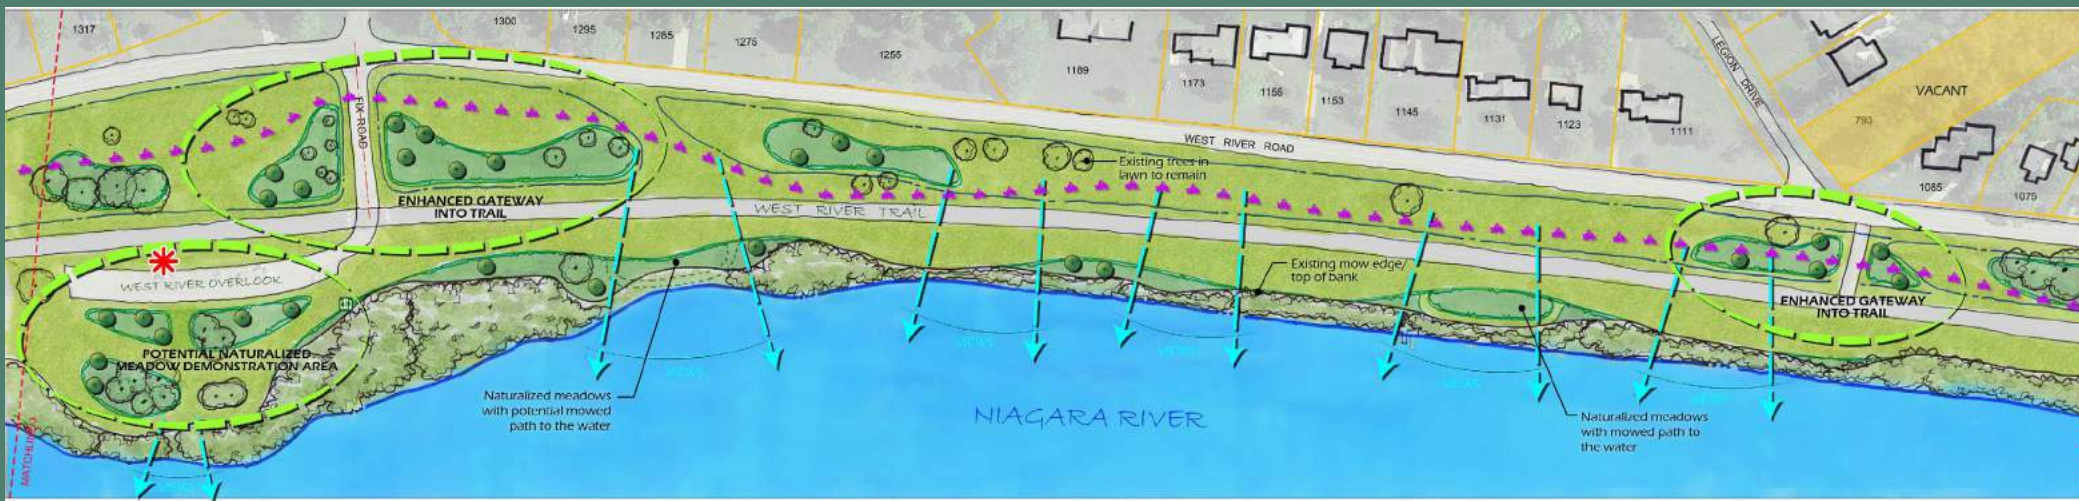 1317
1300
1295
1285
1275
1255
1189
1173
1155
1153
1145
1131
1123
1111
LEGION DRIVE
VACANT
793
1085
1075
FIX ROAD
WEST RIVER ROAD
Existing trees in
lawn to remain
ENHANCED GATEWAY
INTO TRAIL
WEST RIVER TRAIL
WEST RIVER OVERLOOK
Existing mow edge/
top of bank
ENHANCED GATEWAY
INTO TRAIL
POTENTIAL NATURALIZED
MEADOW DEMONSTRATION AREA
VIEWS
VIEWS
VIEWS
VIEWS
VIEWS
Naturalized meadows
with potential mowed
path to the water
NIAGARA RIVER
Naturalized meadows
with mowed path to
the water